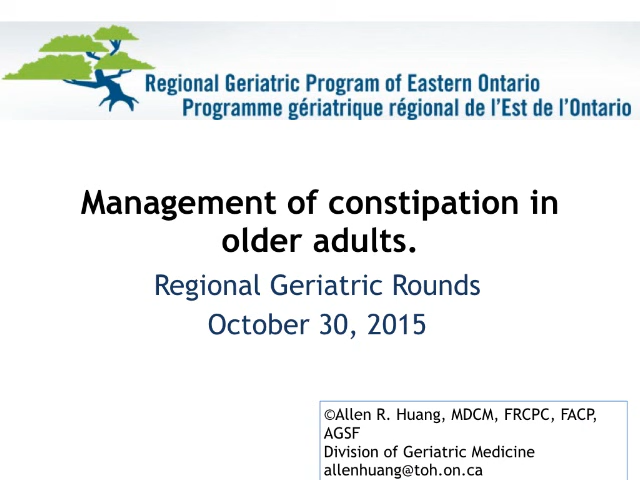 Regional Geriatric Program of Eastern Ontario
Programme gériatrique régional de l'Est de l'Ontario
Management of constipation in
older adults.
Regional Geriatric Rounds
October 30, 2015
©Allen R. Huang, MDCM, FRCPC, FACP,
AGSF
Division of Geriatric Medicine
allenhuang@toh.on.ca